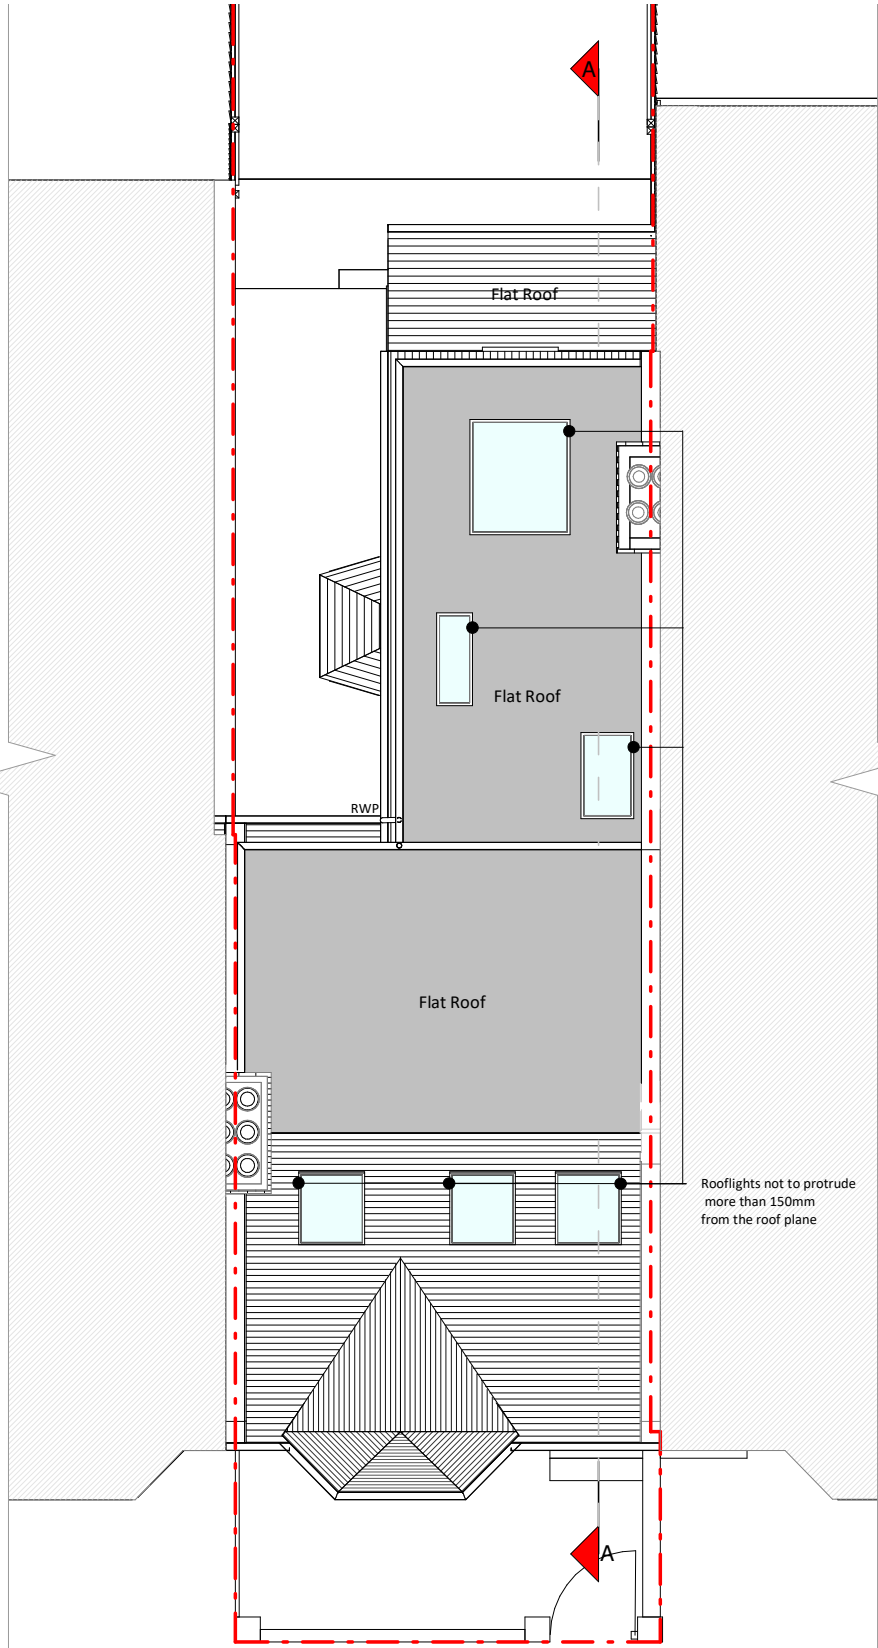 A
Flat Roof
Flat Roof
RWP
Flat Roof
Rooflights not to protrude
more than 150mm
from the roof plane
A